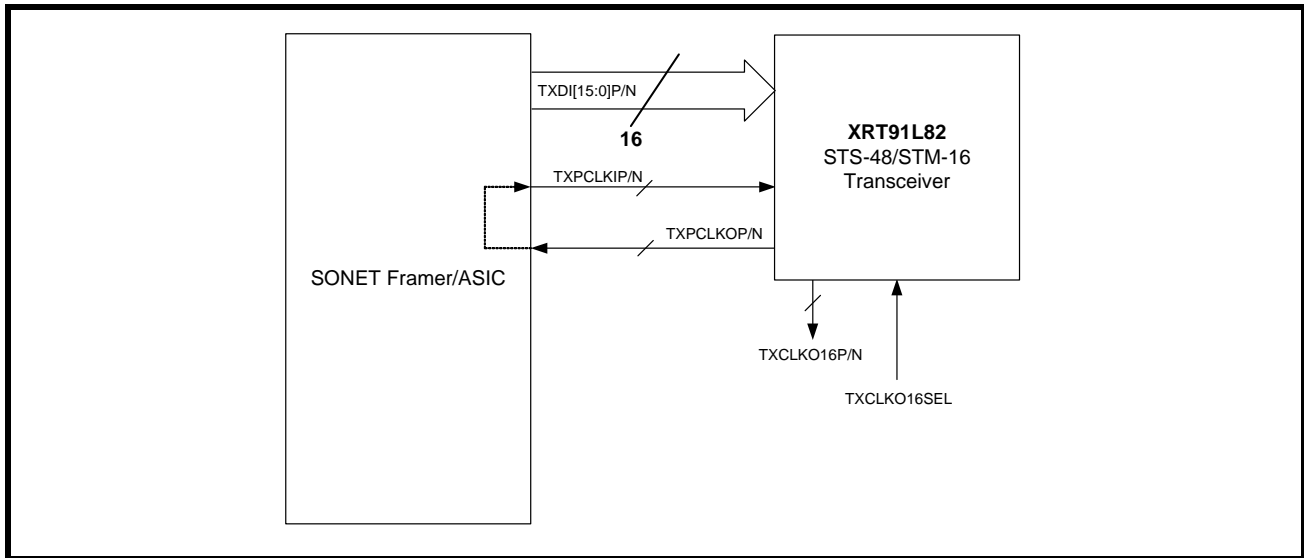 TXDI[15:0]P/N
16
XRT91L82
STS-48/STM-16
Transceiver
TXPCLKIP/N
TXPCLKOP/N
SONET Framer/ASIC
TXCLKO16P/N
TXCLKO16SEL